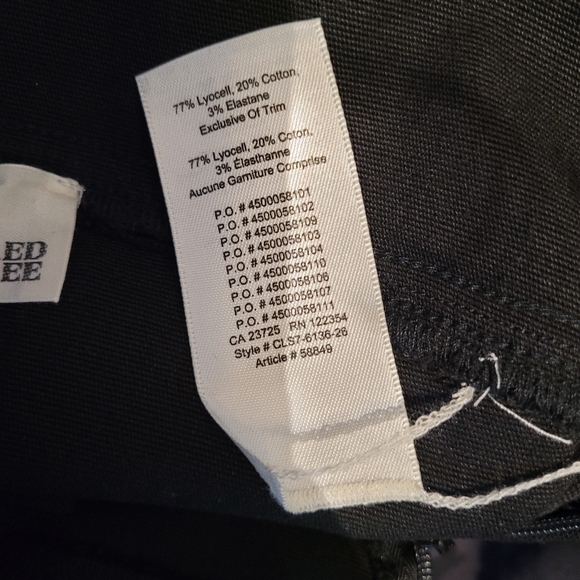 77% Lyocell, 20% Cotton,
3% Elastane
Exclusive Of Trim
77% Lyocell, 20% Coton,
3% Élasthanne
Aucune Garniture Comprise
P.O. # 4500058101
P.O. # 4500058102
P.O. # 4500058109
P.O. # 4500058103
P.O. # 4500058104
P.O. # 4500058110
P.O. # 4500058106
P.O. # 4500058107
P.O. # 4500058111
CA 23725 RN 122354
Style # CLS7-6136-26
Article # 58849
ED
EE